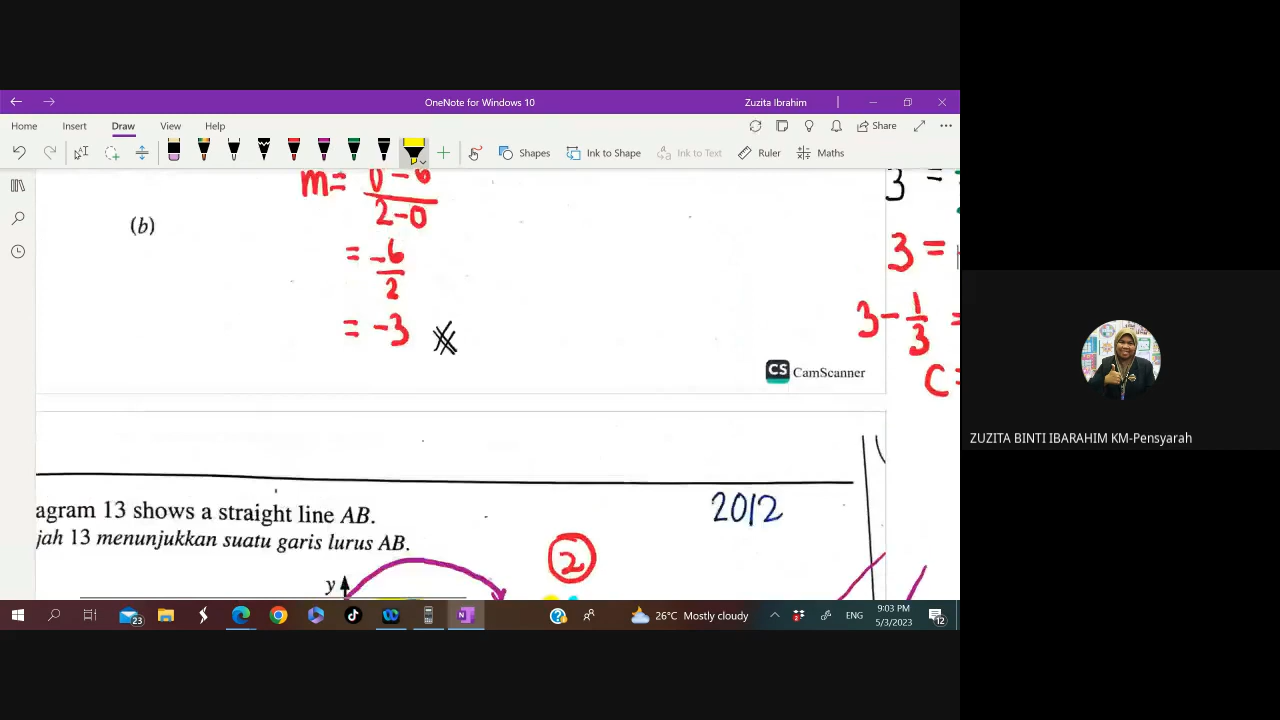 OneNote for Windows 10
Zuzita Ibrahim
Home Insert Draw View Help
Share
Shapes
Ink to Shape
Ink to Text
Ruler
Maths
m= 0-6
2-0
(b)
= -6
2
= -3
3 =
3 =
3 - 1 =
3
C=
CS CamScanner
agram 13 shows a straight line AB.
jah 13 menunjukkan suatu garis lurus AB.
2012
2
y
ZUZITA BINTI IBARAHIM KM-Pensyarah
23
26°C Mostly cloudy
ENG
9:03 PM
5/3/2023
12